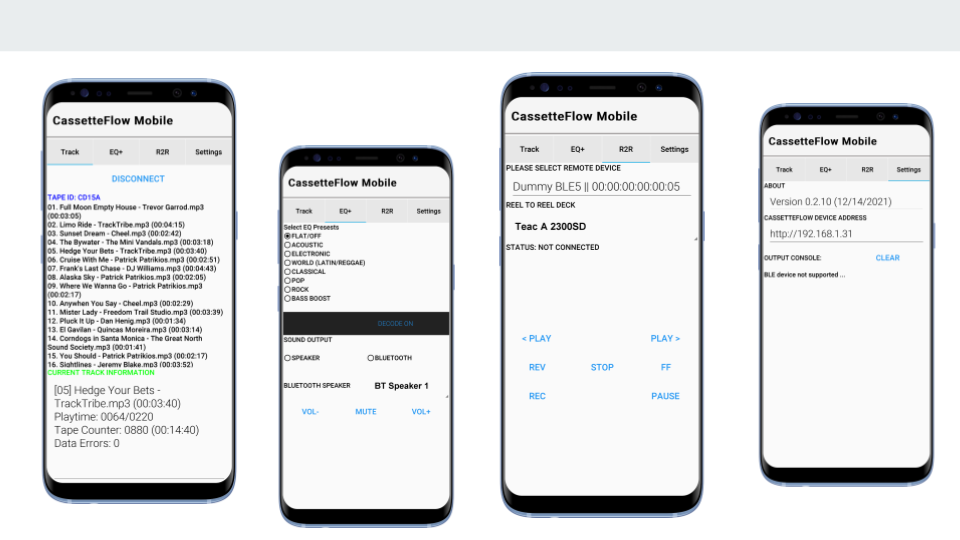 CassetteFlow Mobile
Track EQ+ R2R Settings
DISCONNECT
TAPE ID: CD15A
01. Full Moon Empty House - Trevor Garrod.mp3
(00:03:05)
02. Limo Ride - TrackTribe.mp3 (00:04:15)
03. Sunset Dream - Cheel.mp3 (00:02:42)
04. The Bywater - The Mini Vandals.mp3 (00:03:18)
05. Hedge Your Bets - TrackTribe.mp3 (00:03:40)
06. Cruise With Me - Patrick Patrikios.mp3 (00:02:51)
07. Frank's Last Chase - DJ Williams.mp3 (00:04:43)
08. Alaska Sky - Patrick Patrikios.mp3 (00:02:05)
09. Where We Wanna Go - Patrick Patrikios.mp3
(00:02:17)
10. Anywhen You Say - Cheel.mp3 (00:02:29)
11. Mister Lady - Freedom Trail Studio.mp3 (00:03:39)
12. Pluck It Up - Dan Henig.mp3 (00:01:34)
13. El Gavilan - Quincas Moreira.mp3 (00:03:14)
14. Corndogs in Santa Monica - The Great North
Sound Society.mp3 (00:01:41)
15. You Should - Patrick Patrikios.mp3 (00:02:17)
16. Sightlines - Jeremy Blake.mp3 (00:03:52)
CURRENT TRACK INFORMATION
[05] Hedge Your Bets -
TrackTribe.mp3 (00:03:40)
Playtime: 0064/0220
Tape Counter: 0880 (00:14:40)
Data Errors: 0
CassetteFlow Mobile
Track EQ+ R2R Settings
Select EQ Presests
FLAT/OFF
ACOUSTIC
ELECTRONIC
WORLD (LATIN/REGGAE)
CLASSICAL
POP
ROCK
BASS BOOST
DECODE ON
SOUND OUTPUT
SPEAKER BLUETOOTH
BLUETOOTH SPEAKER BT Speaker 1
VOL- MUTE VOL+
CassetteFlow Mobile
Track EQ+ R2R Settings
PLEASE SELECT REMOTE DEVICE
Dummy BLE5 || 00:00:00:00:00:05
REEL TO REEL DECK
Teac A 2300SD
STATUS: NOT CONNECTED
< PLAY PLAY >
REV STOP FF
REC PAUSE
CassetteFlow Mobile
Track EQ+ R2R Settings
ABOUT
Version 0.2.10 (12/14/2021)
CASSETTEFLOW DEVICE ADDRESS
http://192.168.1.31
OUTPUT CONSOLE: CLEAR
BLE device not supported ...